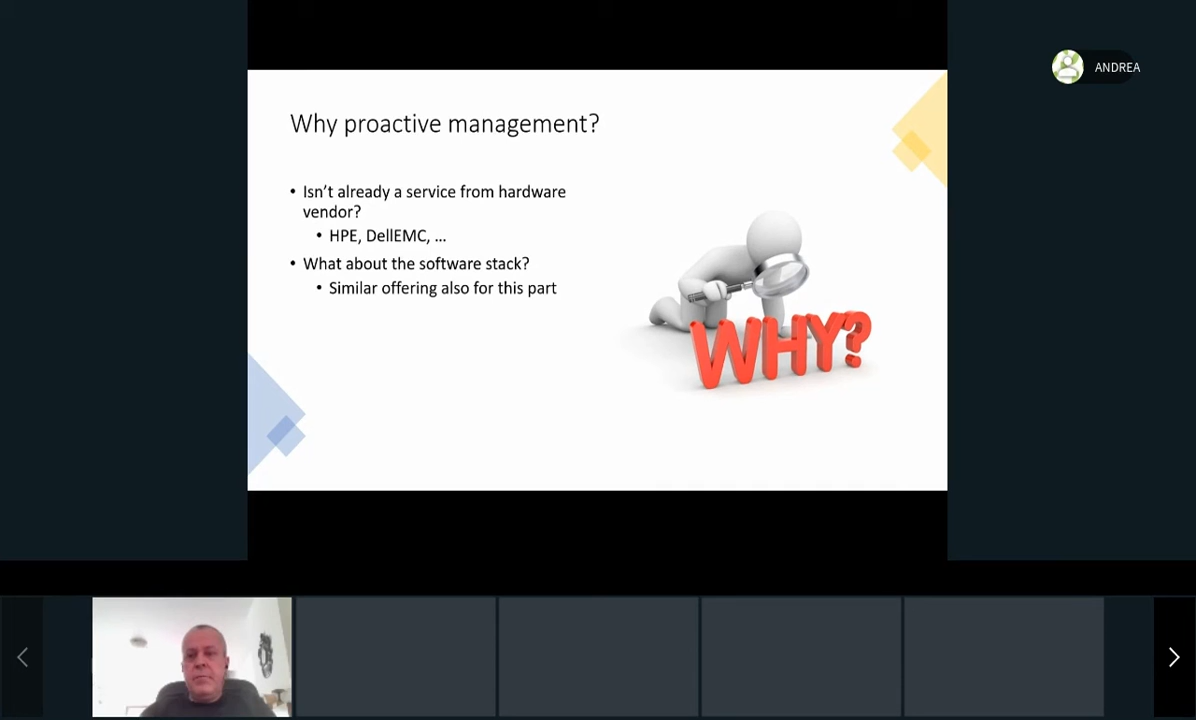 ANDREA
Why proactive management?
• Isn't already a service from hardware
vendor?
• HPE, DellEMC, ...
• What about the software stack?
• Similar offering also for this part
WHY?